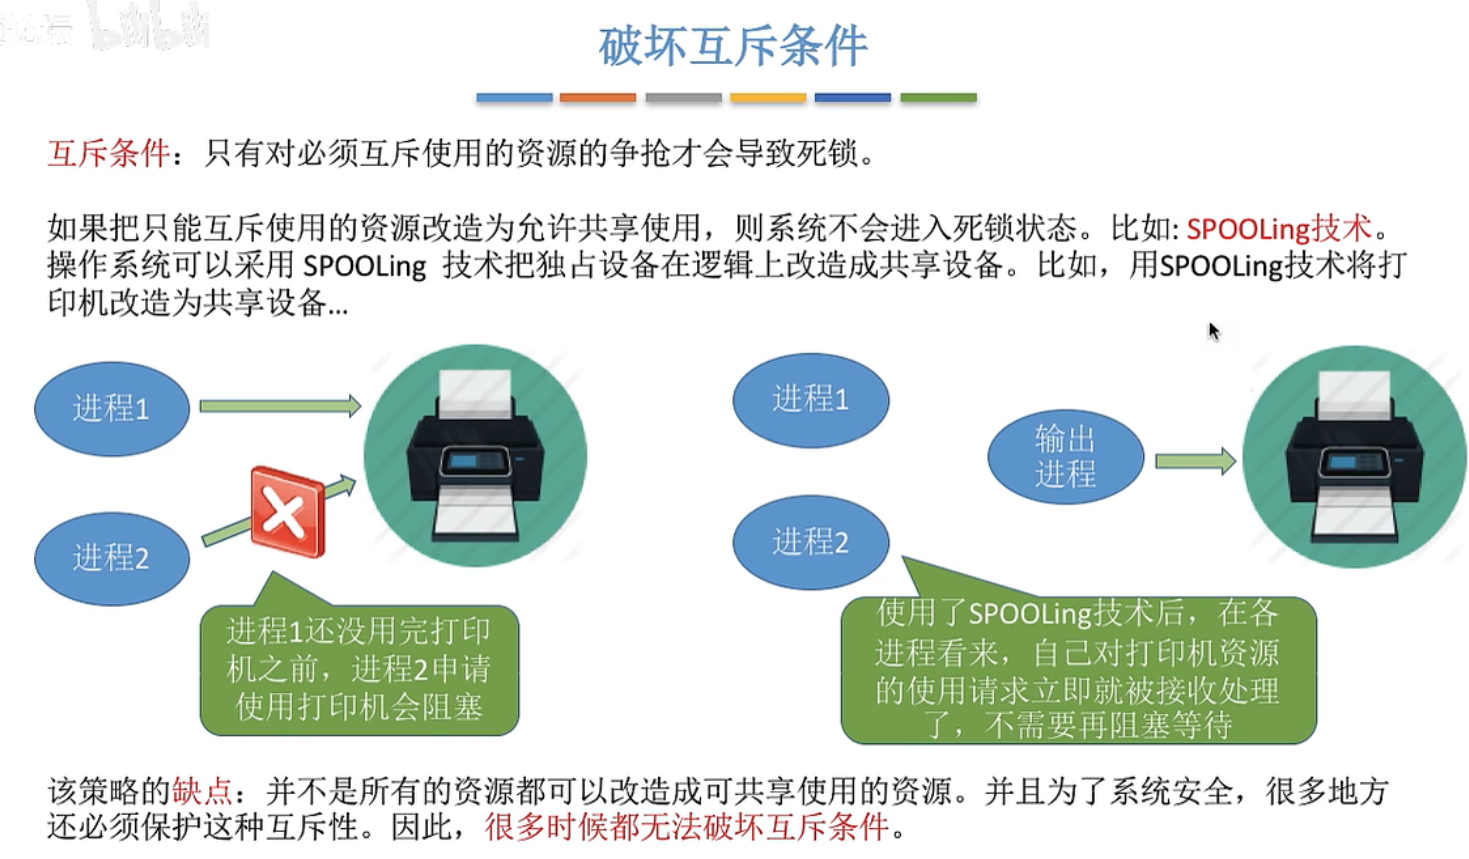 破坏互斥条件
互斥条件：只有对必须互斥使用的资源的争抢才会导致死锁。
如果把只能互斥使用的资源改造为允许共享使用，则系统不会进入死锁状态。比如: SPOOLing技术。
操作系统可以采用 SPOOLing 技术把独占设备在逻辑上改造成共享设备。比如，用SPOOLing技术将打
印机改造为共享设备...
进程1
进程2
进程1还没用完打印
机之前，进程2申请
使用打印机会阻塞
进程1
进程2
输出
进程
使用了SPOOLing技术后，在各
进程看来，自己对打印机资源
的使用请求立即就被接收处理
了，不需要再阻塞等待
该策略的缺点：并不是所有的资源都可以改造成可共享使用的资源。并且为了系统安全，很多地方
还必须保护这种互斥性。因此，很多时候都无法破坏互斥条件。